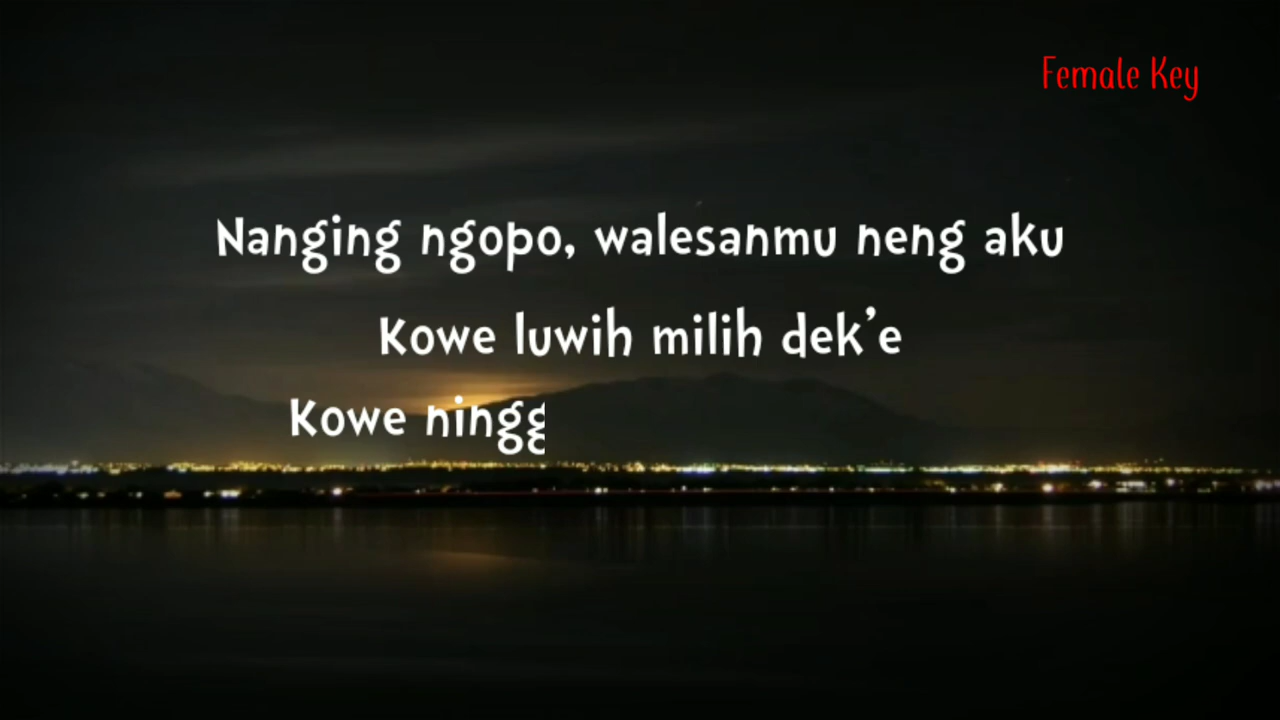 Female Key
Nanging ngopo, walesanmu neng aku
Kowe luwih milih dek'e
Kowe